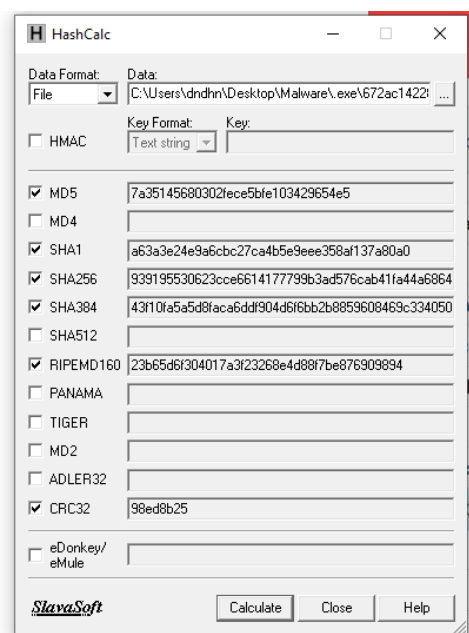 H HashCalc
Data Format: Data:
File C:\Users\dndhn\Desktop\Malware\.exe\672ac1422 ...
Key Format: Key:
HMAC Text string
MD5 7a35145680302fece5bfe103429654e5
MD4
SHA1 a63a3e24e9a6cbc27ca4b5e9eee358af137a80a0
SHA256 939195530623cce6614177799b3ad576cab41fa44a6864
SHA384 43f10fa5a5d8faca6ddf904d6f6bb2b8859608469c334050
SHA512
RIPEMD160 23b65d6f304017a3f23268e4d88f7be876909894
PANAMA
TIGER
MD2
ADLER32
CRC32 98ed8b25
eDonkey/
eMule
SlavaSoft Calculate Close Help